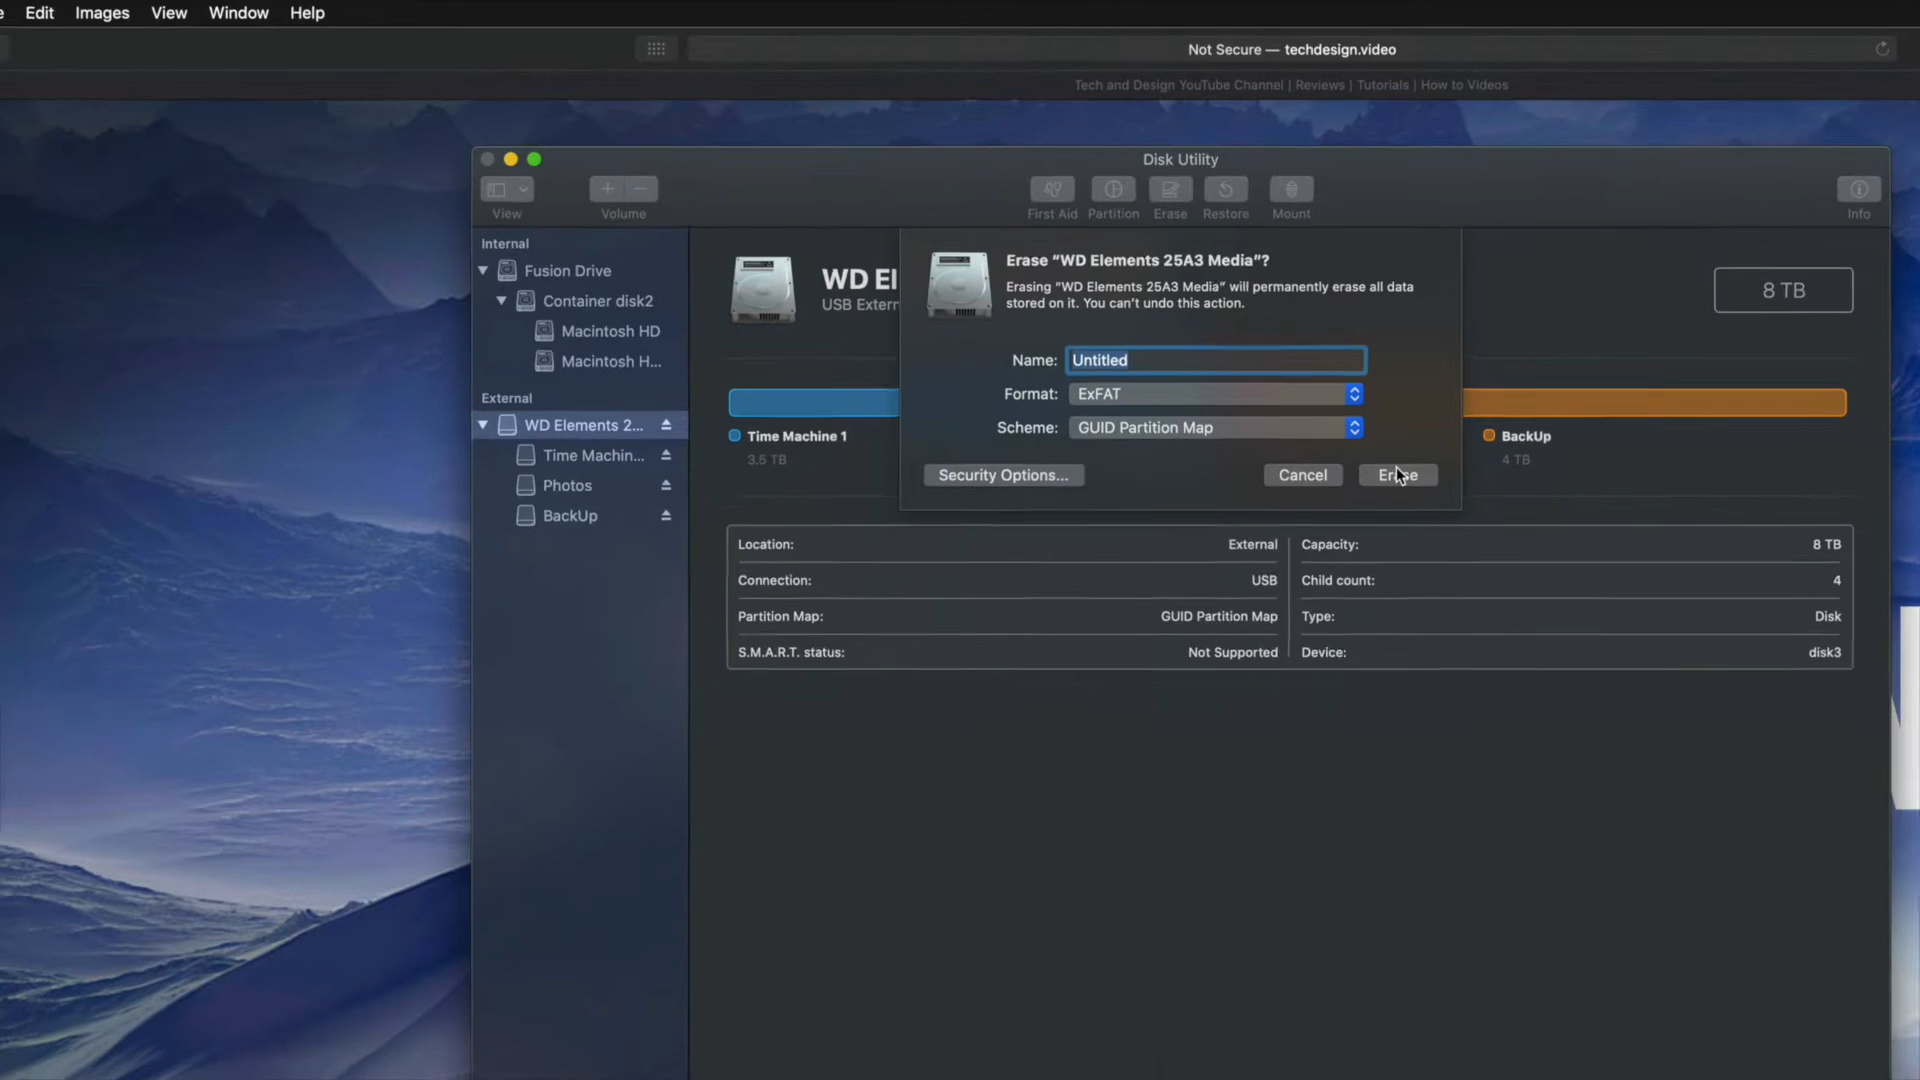 Edit Images View Window Help
Not Secure — techdesign.video
Tech and Design YouTube Channel | Reviews | Tutorials | How to Videos
Disk Utility
View
Volume
First Aid
Partition
Erase
Restore
Mount
Info
Internal
Fusion Drive
Container disk2
Macintosh HD
Macintosh H...
External
WD Elements 2...
Time Machin...
Photos
BackUp
WD El
USB Extern
8 TB
Erase “WD Elements 25A3 Media”?
Erasing “WD Elements 25A3 Media” will permanently erase all data
stored on it. You can’t undo this action.
Name: Untitled
Format: ExFAT
Scheme: GUID Partition Map
Security Options...
Cancel
Erase
Time Machine 1
3.5 TB
BackUp
4 TB
Location: External
Connection: USB
Partition Map: GUID Partition Map
S.M.A.R.T. status: Not Supported
Capacity: 8 TB
Child count: 4
Type: Disk
Device: disk3